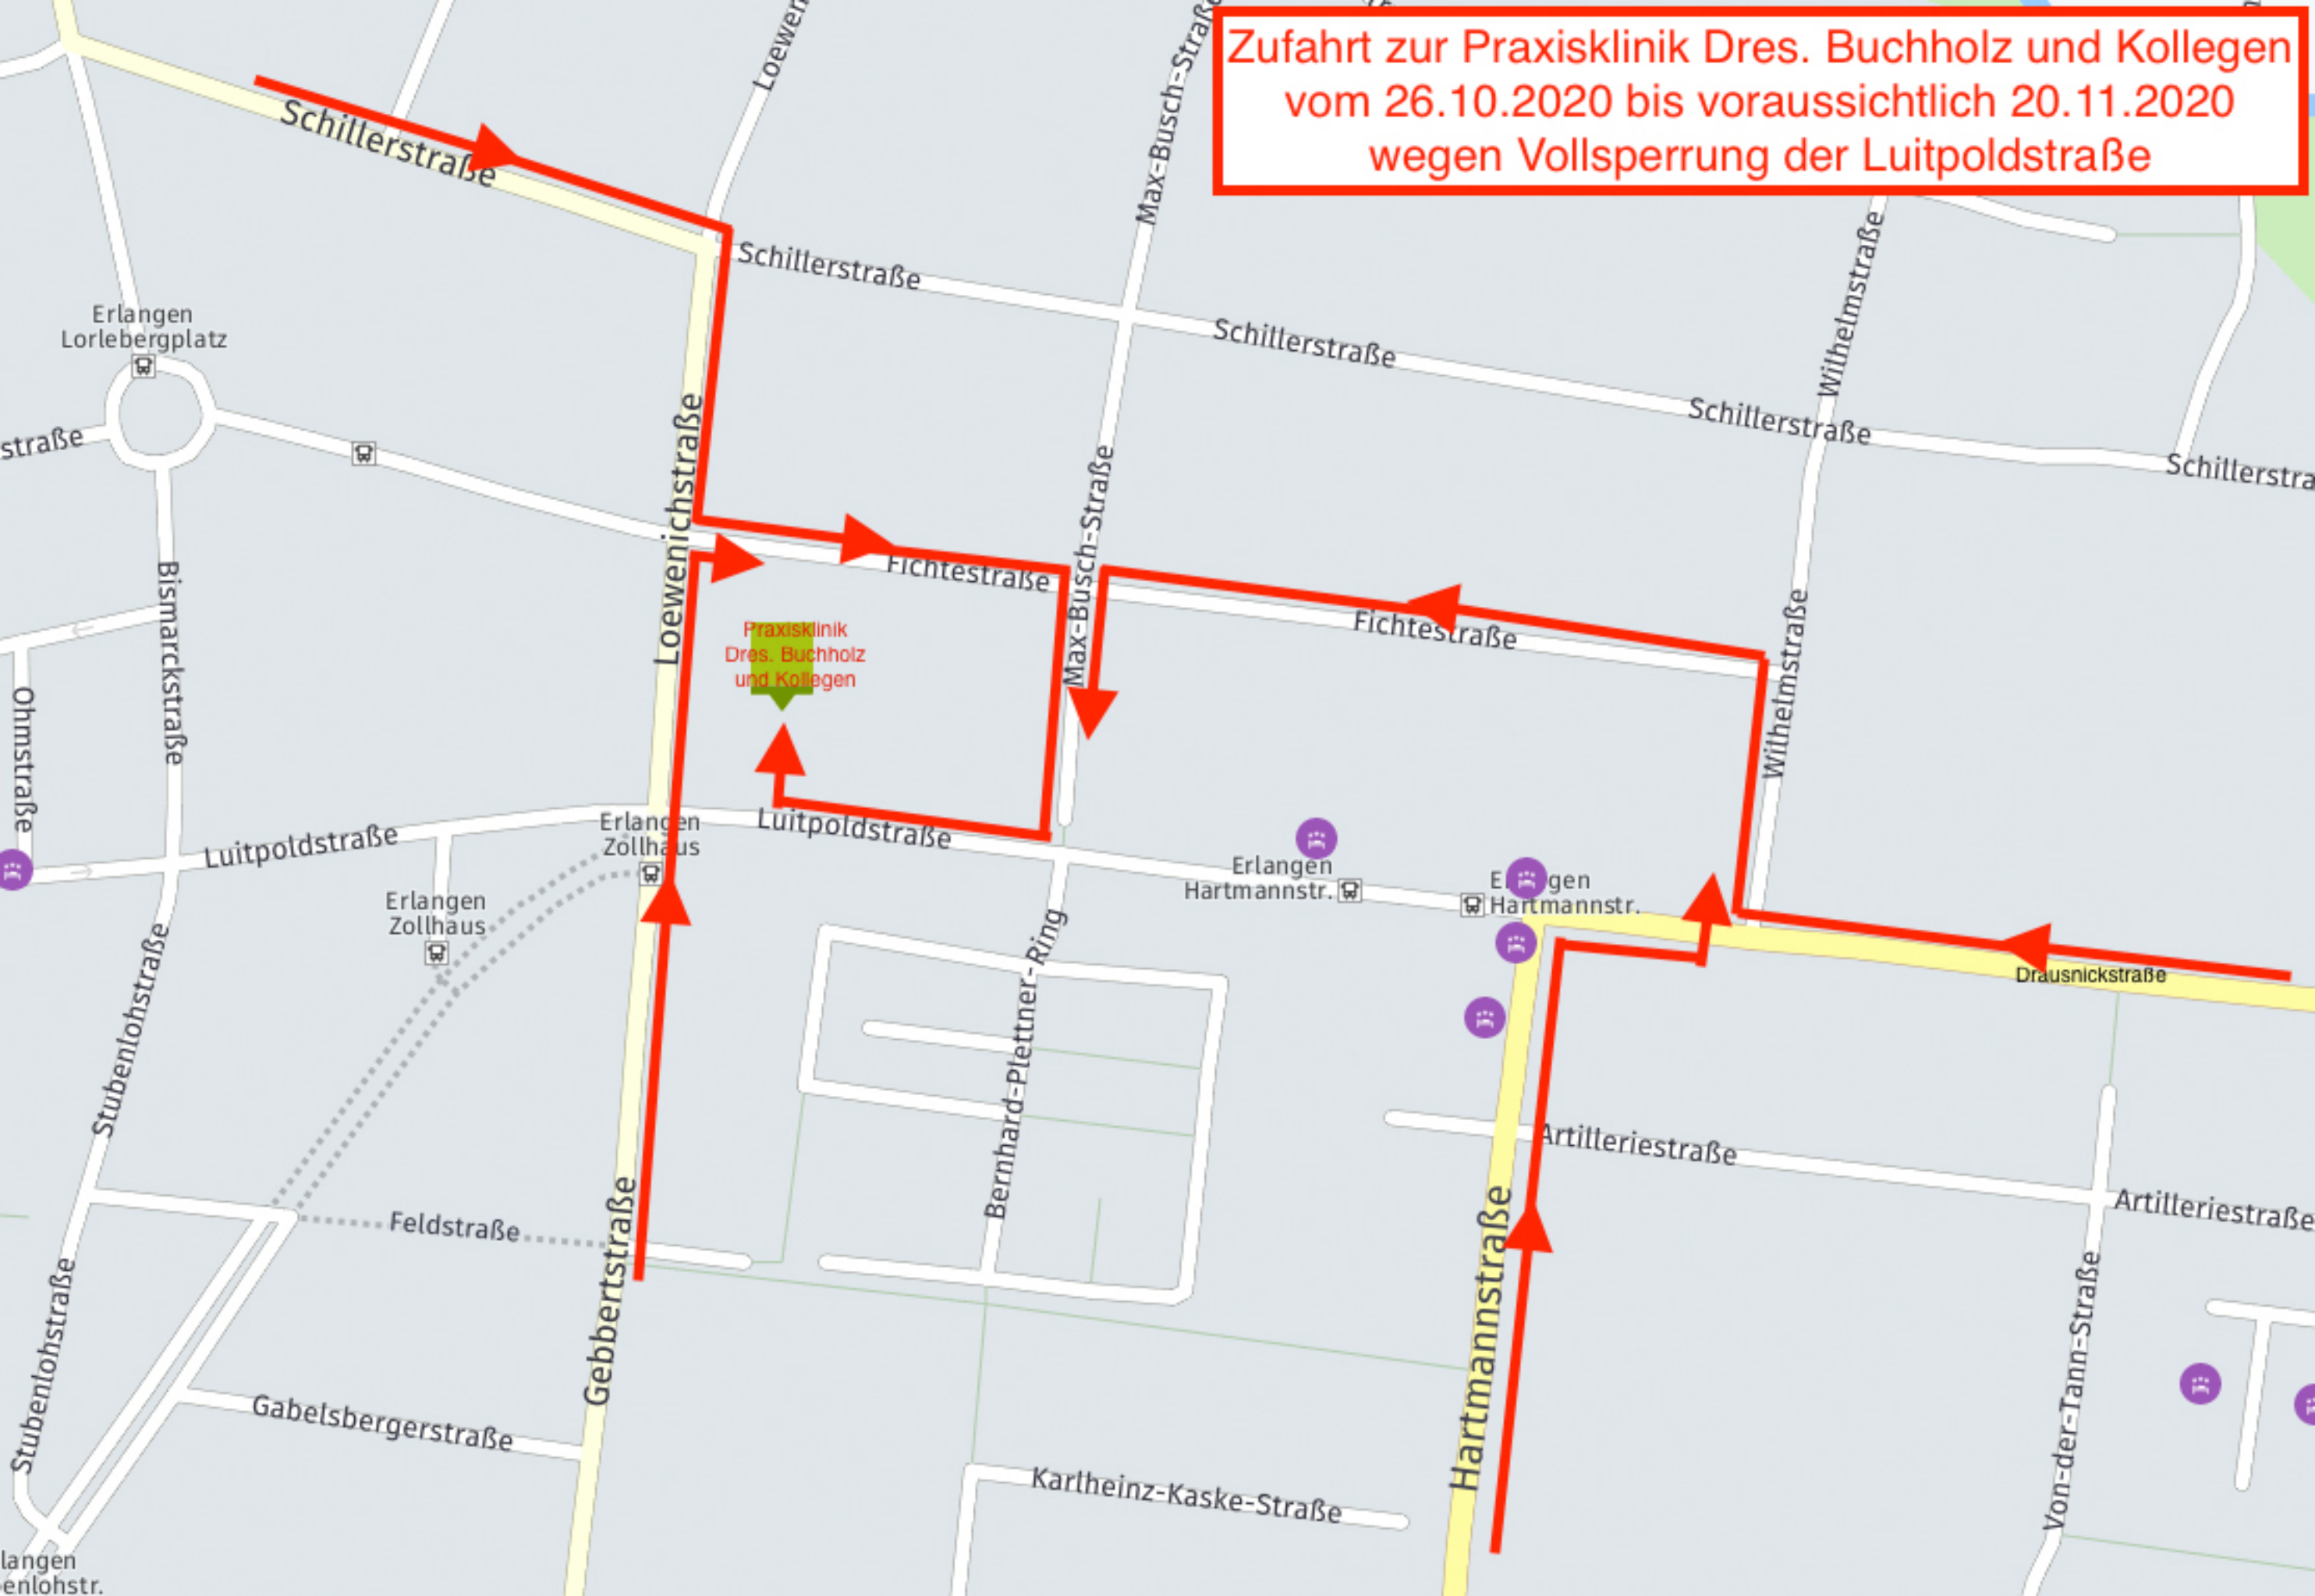 Zufahrt zur Praxisklinik Dres. Buchholz und Kollegen
vom 26.10.2020 bis voraussichtlich 20.11.2020
wegen Vollsperrung der Luitpoldstraße
Loewen
Max-Busch-Straße
Schillerstraße
Schillerstraße
Schillerstraße
Schillerstraße
Schillerstra
Wilhelmstraße
Erlangen
Lorlebergplatz
straße
Loewenichstraße
Max-Busch-Straße
Fichtestraße
Fichtestraße
Wilhelmstraße
Bismarckstraße
Ohmstraße
Praxisklinik
Dres. Buchholz
und Kollegen
Luitpoldstraße
Luitpoldstraße
Erlangen
Zollhaus
Erlangen
Zollhaus
Erlangen
Hartmannstr.
E gen
Hartmannstr.
Drausnickstraße
Stubenlohstraße
Bernhard-Plettner-Ring
Artilleriestraße
Artilleriestraße
Feldstraße
Gebbertstraße
Hartmannstraße
Von-der-Tann-Straße
Stubenlohstraße
Gabelsbergerstraße
Karlheinz-Kaske-Straße
langen
enlohstr.